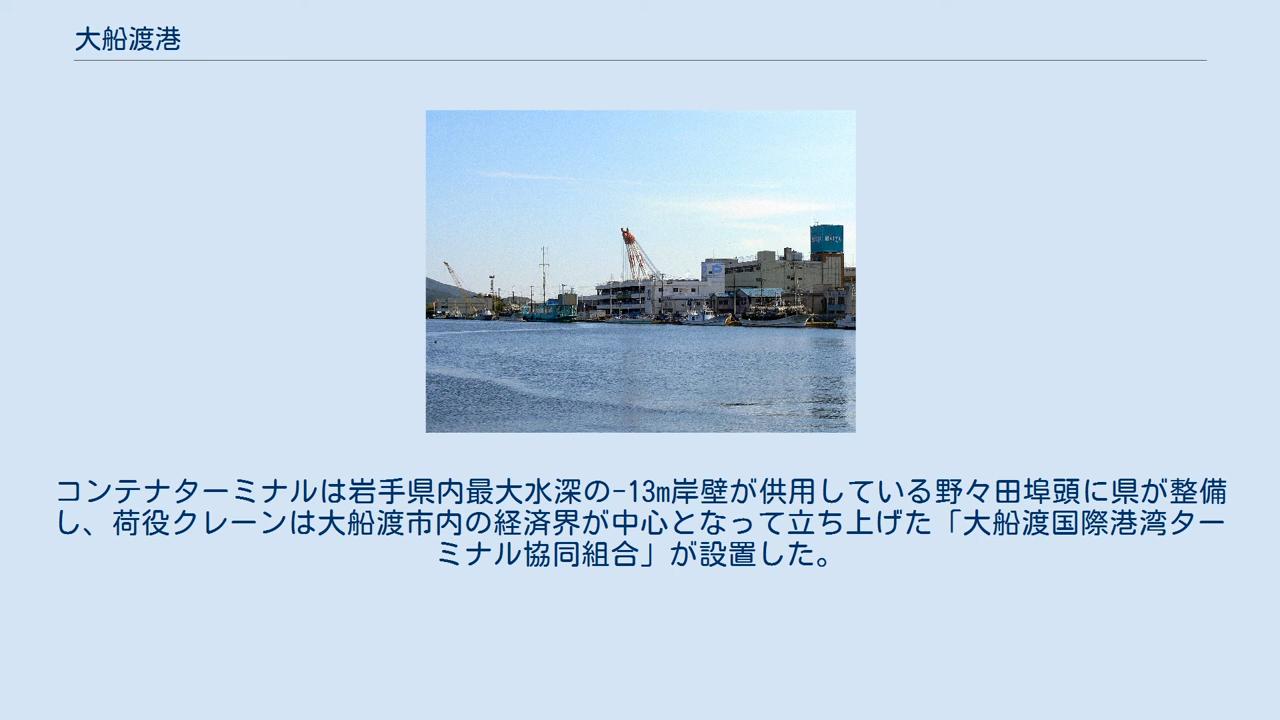 大船渡港
コンテナターミナルは岩手県内最大水深の-13m岸壁が供用している野々田埠頭に県が整備
し、荷役クレーンは大船渡市内の経済界が中心となって立ち上げた「大船渡国際港湾ター
ミナル協同組合」が設置した。